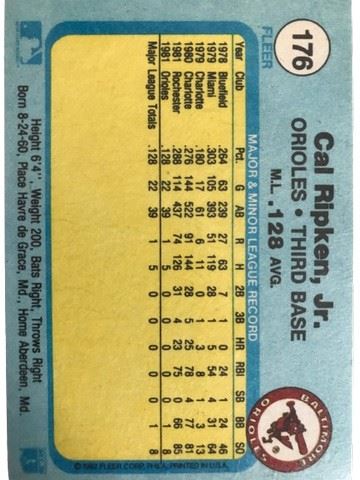 176
FLEER
Cal Ripken, Jr.
ORIOLES • THIRD BASE
M.L. .128 AVG.
BALTIMORE
ORIOLES
MAJOR & MINOR LEAGUE RECORD
Year Club Pct. G AB R H 2B 3B HR RBI SB BB SO
1978 Bluefield .264 63 239 27 63 7 1 0 24 1 28 46
1979 Miami .303 105 393 51 119 28 1 5 54 4 31 64
1979 Charlotte .180 17 61 6 11 0 1 3 8 1 3 13
1980 Charlotte .276 144 522 91 144 28 5 25 78 4 77 81
1981 Rochester .288 114 437 74 126 31 4 23 75 0 66 85
1981 Orioles .128 22 39 1 5 0 0 0 0 0 1 8
Major League Totals .128 22 39 1 5 0 0 0 0 0 1 8
© 1982 FLEER CORP., PHILA. PRINTED IN U.S.A.
Height 6'4", Weight 200, Bats Right, Throws Right
Born 8-24-60, Place Havre de Grace, Md., Home Aberdeen, Md.